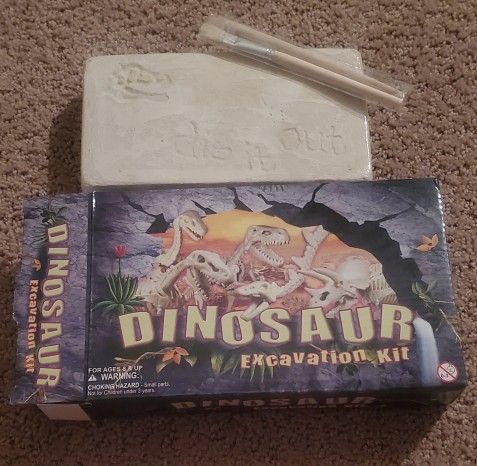 Dig it out
DINOSAUR
Excavation Kit
DINOSAUR
Excavation Kit
FOR AGES 6 & UP
WARNING:
CHOKING HAZARD - Small parts.
Not for Children under 3 years.
DINOSAUR